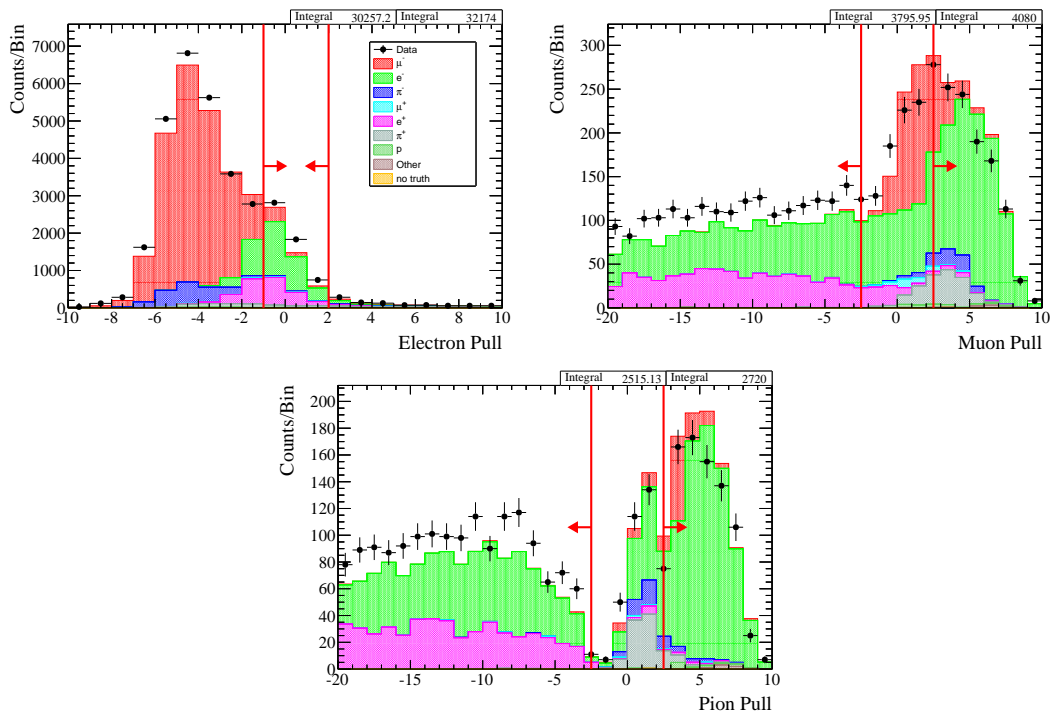 Integral 30257.2 Integral 32174
Counts/Bin
7000
6000
5000
4000
3000
2000
1000
0
Data
μ-
e-
π-
μ+
e+
π+
p
Other
no truth
-10 -8 -6 -4 -2 0 2 4 6 8 10
Electron Pull
Integral 3795.95 Integral 4080
Counts/Bin
300
250
200
150
100
50
0
-20 -15 -10 -5 0 5 10
Muon Pull
Integral 2515.13 Integral 2720
Counts/Bin
200
180
160
140
120
100
80
60
40
20
0
-20 -15 -10 -5 0 5 10
Pion Pull